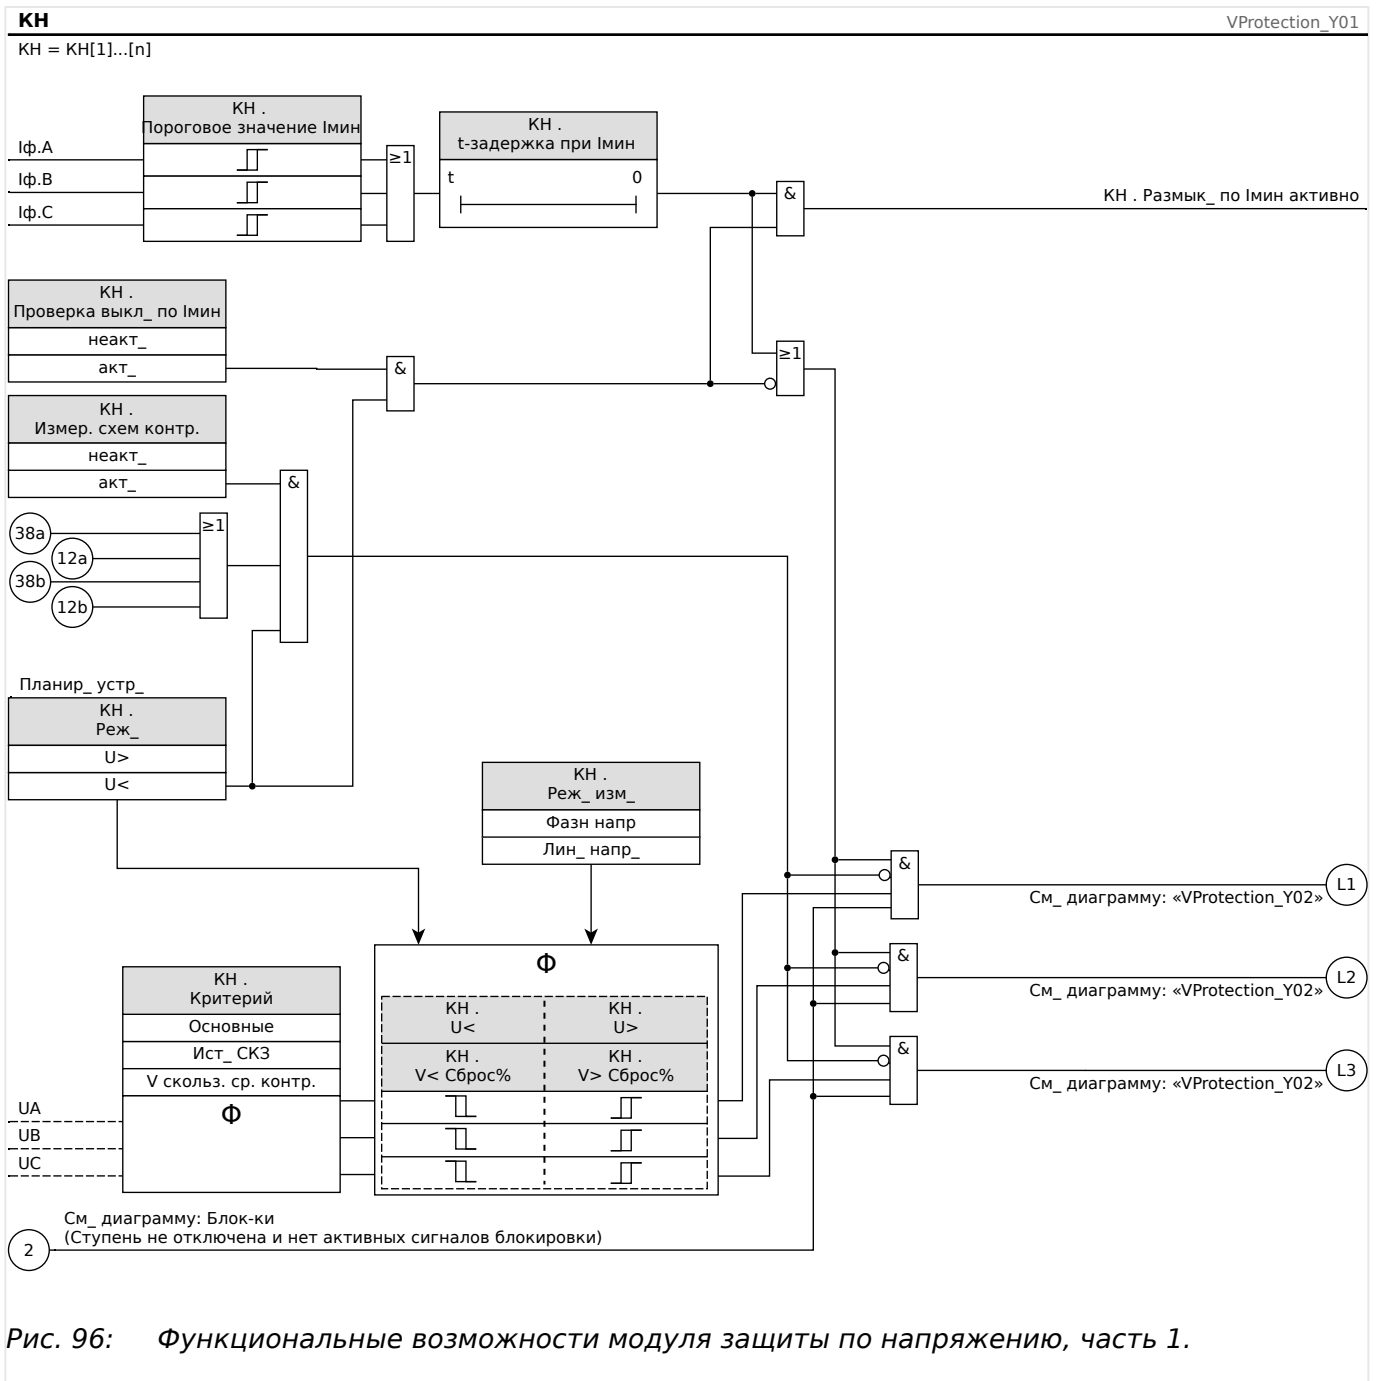 КН
VProtection_Y01
КН = КН[1]...[n]
КН .
Пороговое значение Iмин
КН .
t-задержка при Iмин
Iф.A
Iф.B
Iф.C
≥1
t
0
&
КН . Размык_ по Iмин активно
КН .
Проверка выкл_ по Iмин
неакт_
акт_
&
≥1
КН .
Измер. схем контр.
неакт_
акт_
&
38a
12a
38b
12b
≥1
Планир_ устр_
КН .
Реж_
U>
U<
КН .
Реж_ изм_
Фазн напр
Лин_ напр_
&
L1
См_ диаграмму: «VProtection_Y02»
&
L2
См_ диаграмму: «VProtection_Y02»
&
L3
См_ диаграмму: «VProtection_Y02»
Ф
КН .
U<
КН .
U>
КН .
V< Сброс%
КН .
V> Сброс%
КН .
Критерий
Основные
Ист_ СКЗ
V скольз. ср. контр.
Ф
UA
UB
UC
См_ диаграмму: Блок-ки
(Ступень не отключена и нет активных сигналов блокировки)
2
Рис. 96: Функциональные возможности модуля защиты по напряжению, часть 1.